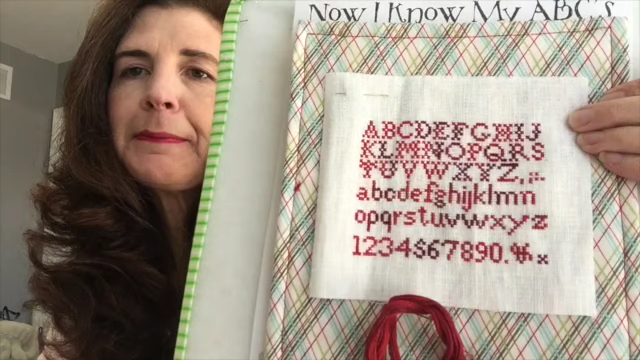 Now I Know My ABC's
ABCDEFGHIJ
KLMNOPQRS
TUVWXYZ
abcdefghijklmn
opqrstuvwxyz
1234567890.